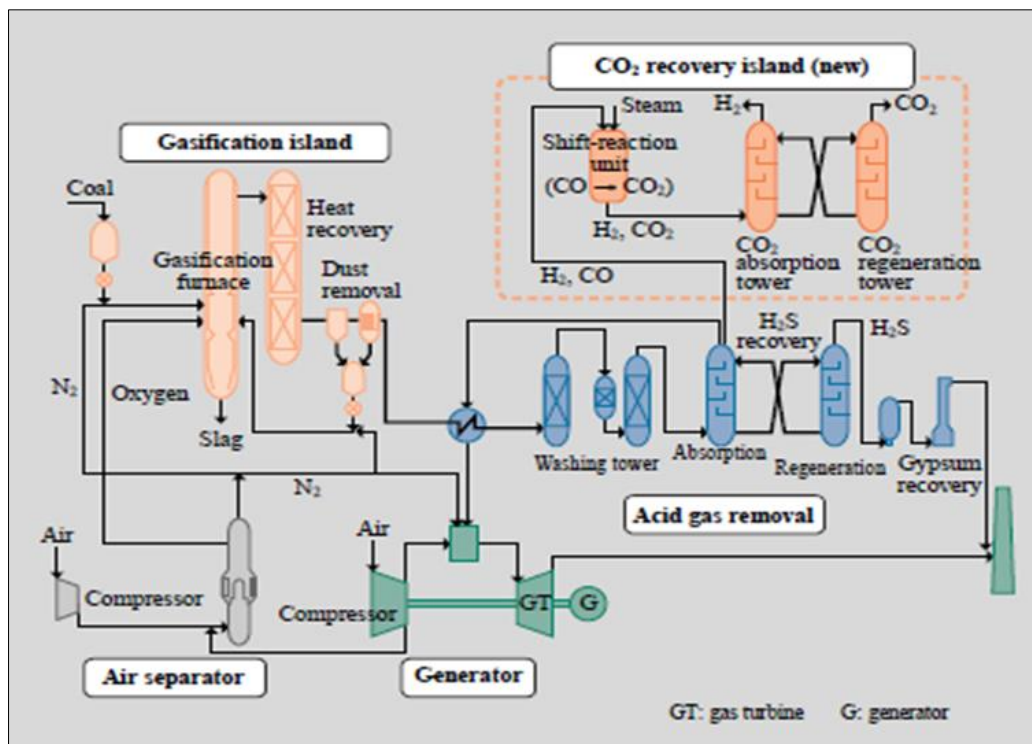 CO₂ recovery island (new)
H₂
CO₂
Steam
Shift-reaction
unit
(CO → CO₂)
H₂, CO₂
CO₂
absorption
tower
CO₂
regeneration
tower
H₂, CO
Gasification island
Coal
Heat
recovery
Gasification
furnace
Dust
removal
N₂
Oxygen
Slag
H₂S
recovery
H₂S
Washing tower
Absorption
Regeneration
Gypsum
recovery
N₂
Acid gas removal
Air
Compressor
Air
Compressor
GT
G
Air separator
Generator
GT: gas turbine G: generator